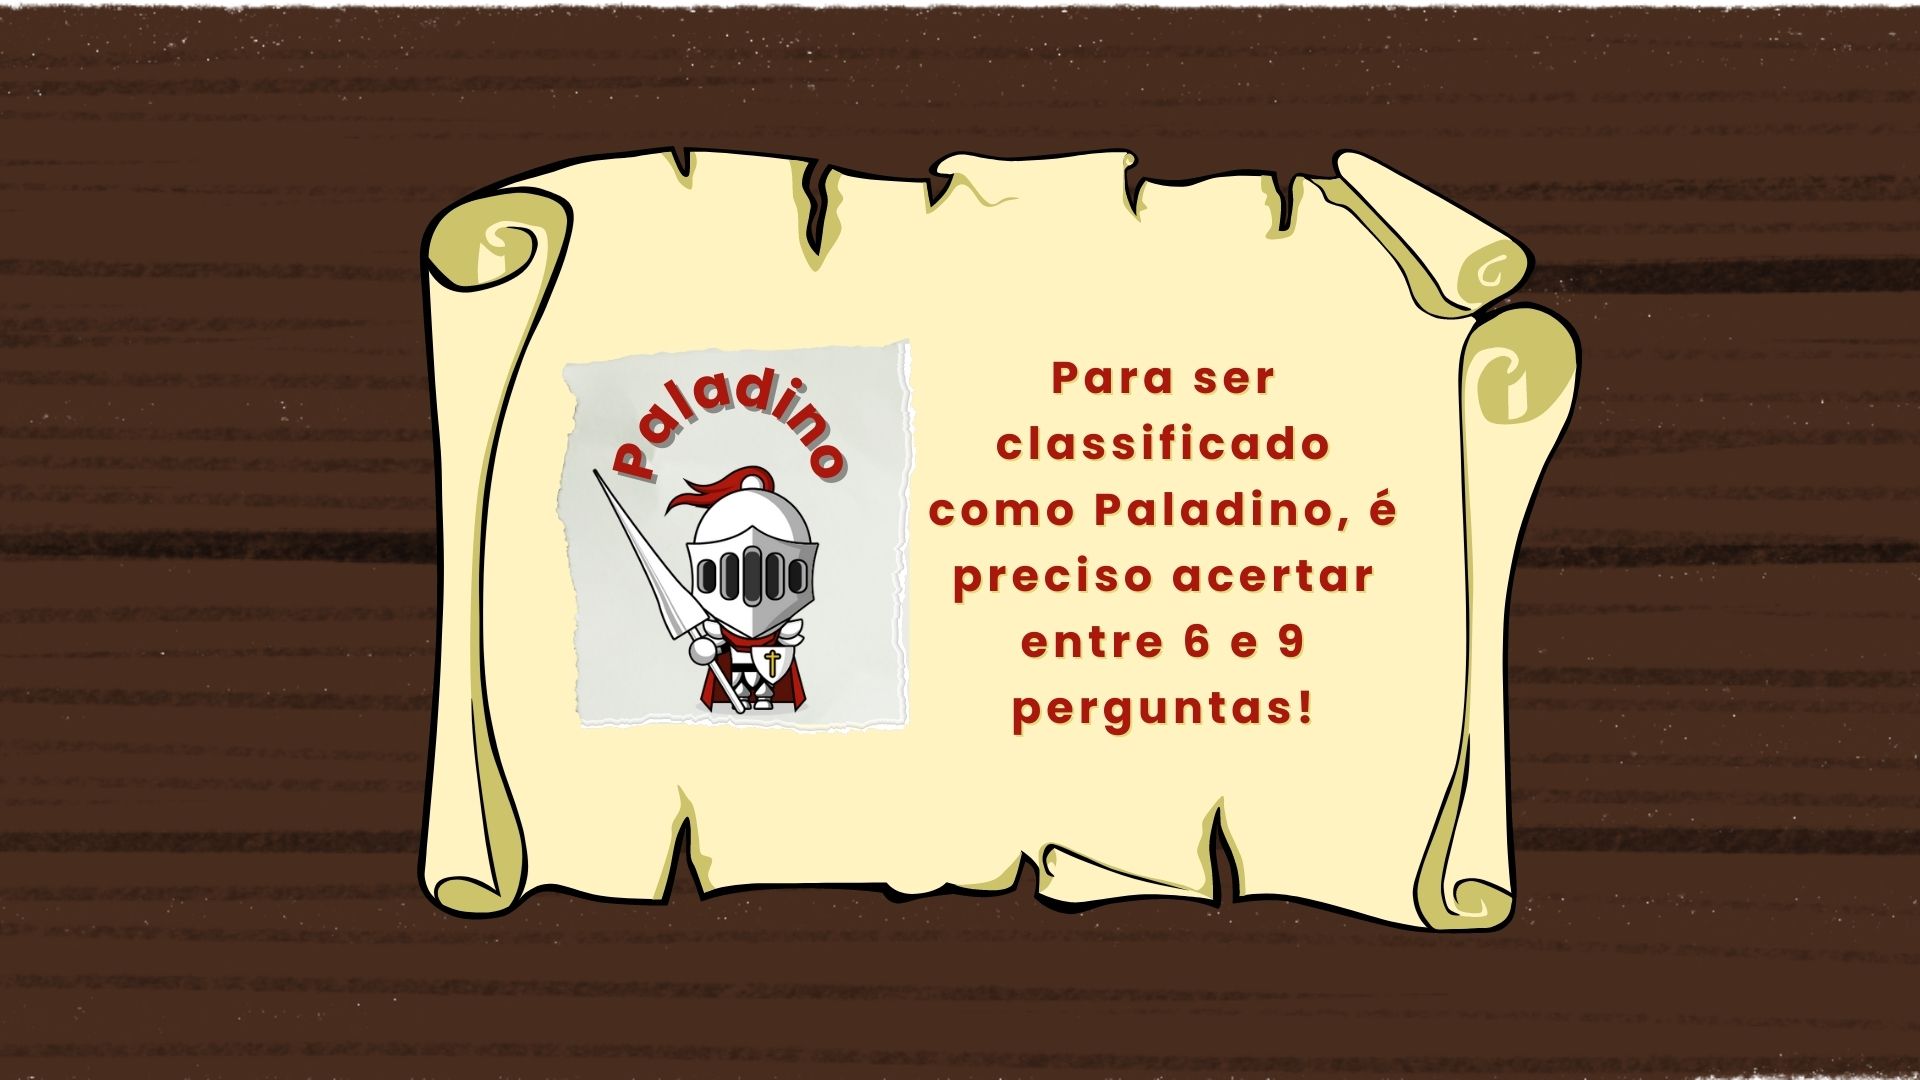 Paladino
Para ser
classificado
como Paladino, é
preciso acertar
entre 6 e 9
perguntas!